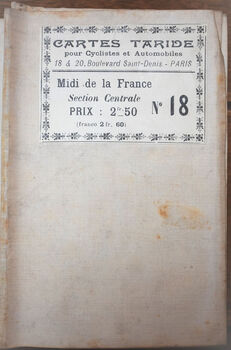 CARTES TARIDE
pour Cyclistes et Automobiles
18 & 20, Boulevard Saint-Denis - PARIS
Midi de la France
Section Centrale
PRIX : 2fr 50
(franco 2 fr. 60)
No 18